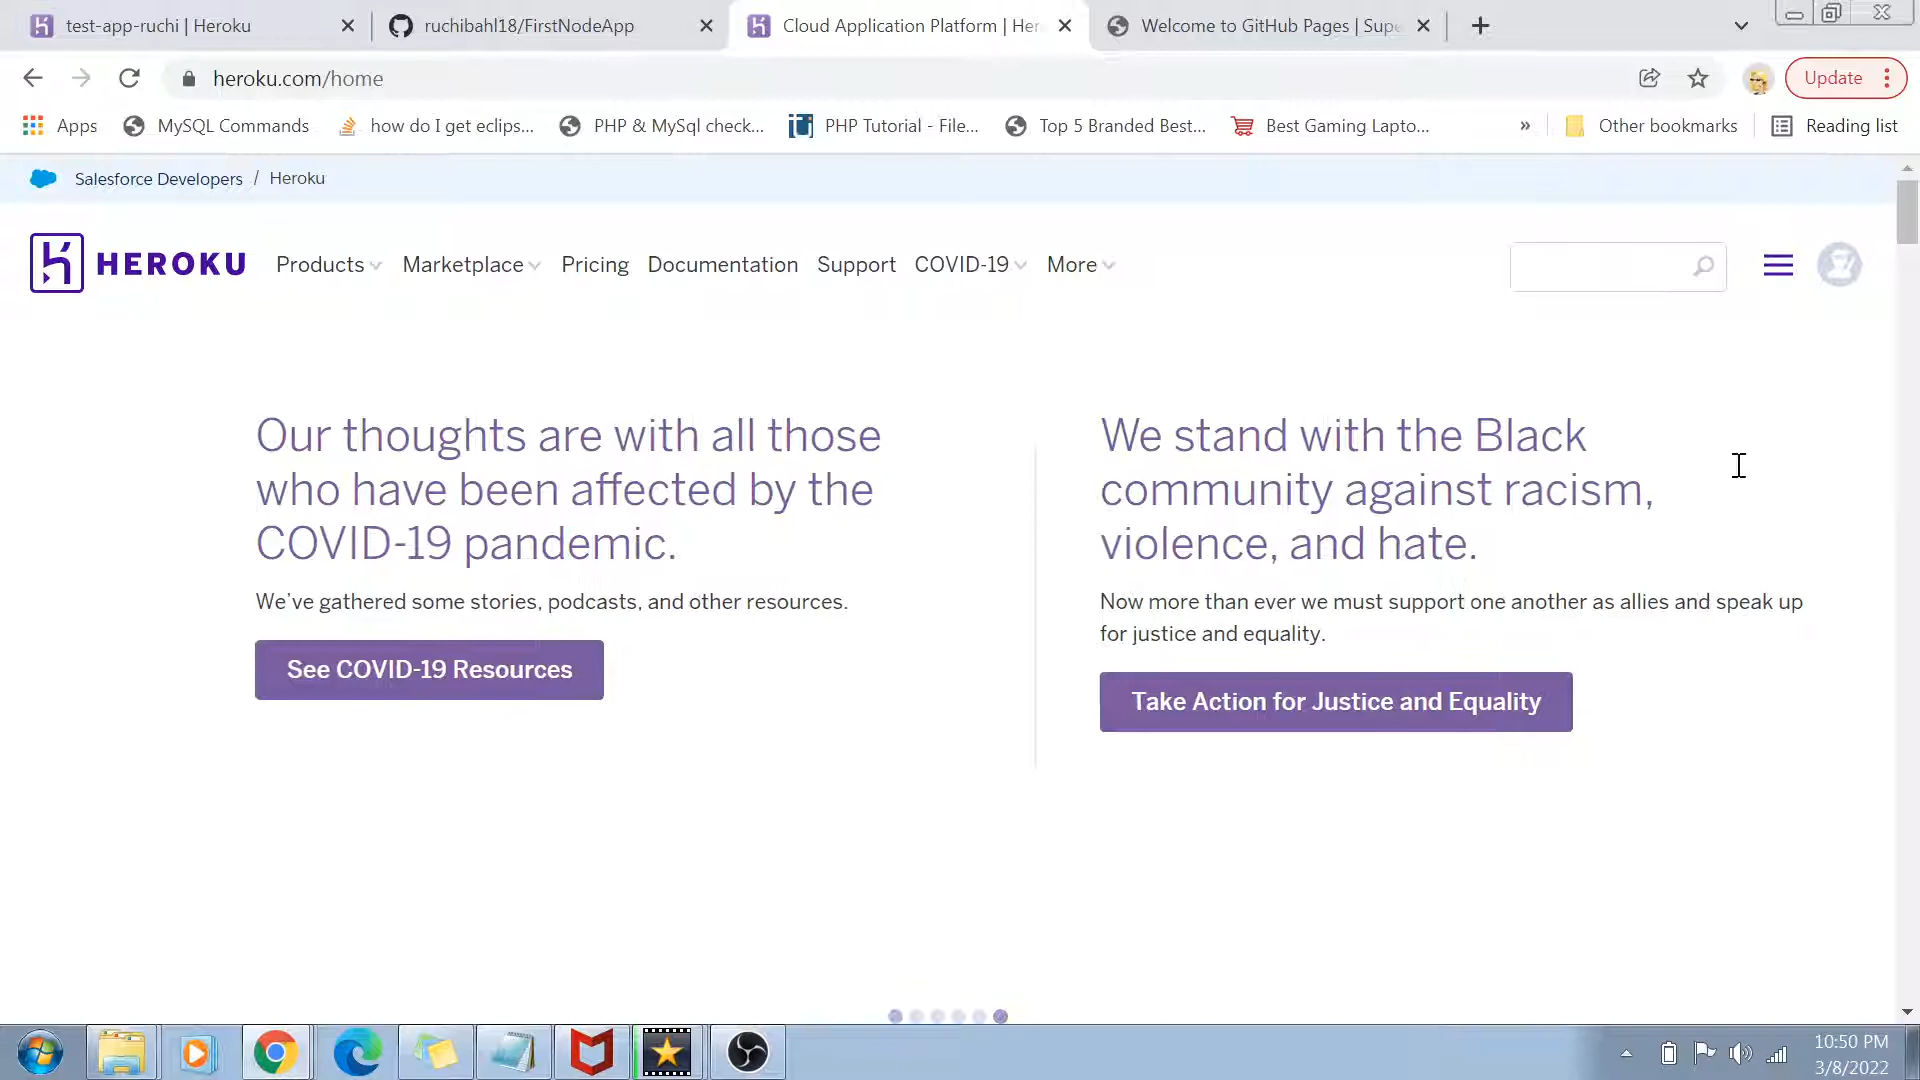 test-app-ruchi | Heroku
ruchibahl18/FirstNodeApp
Cloud Application Platform | Her
Welcome to GitHub Pages | Supe
heroku.com/home
Update
Apps
MySQL Commands
how do I get eclips...
PHP & MySql check...
PHP Tutorial - File...
Top 5 Branded Best...
Best Gaming Lapto...
»
Other bookmarks
Reading list
Salesforce Developers / Heroku
HEROKU
Products
Marketplace
Pricing
Documentation
Support
COVID-19
More
Our thoughts are with all those
who have been affected by the
COVID-19 pandemic.
We've gathered some stories, podcasts, and other resources.
See COVID-19 Resources
We stand with the Black
community against racism,
violence, and hate.
Now more than ever we must support one another as allies and speak up
for justice and equality.
Take Action for Justice and Equality
10:50 PM
3/8/2022